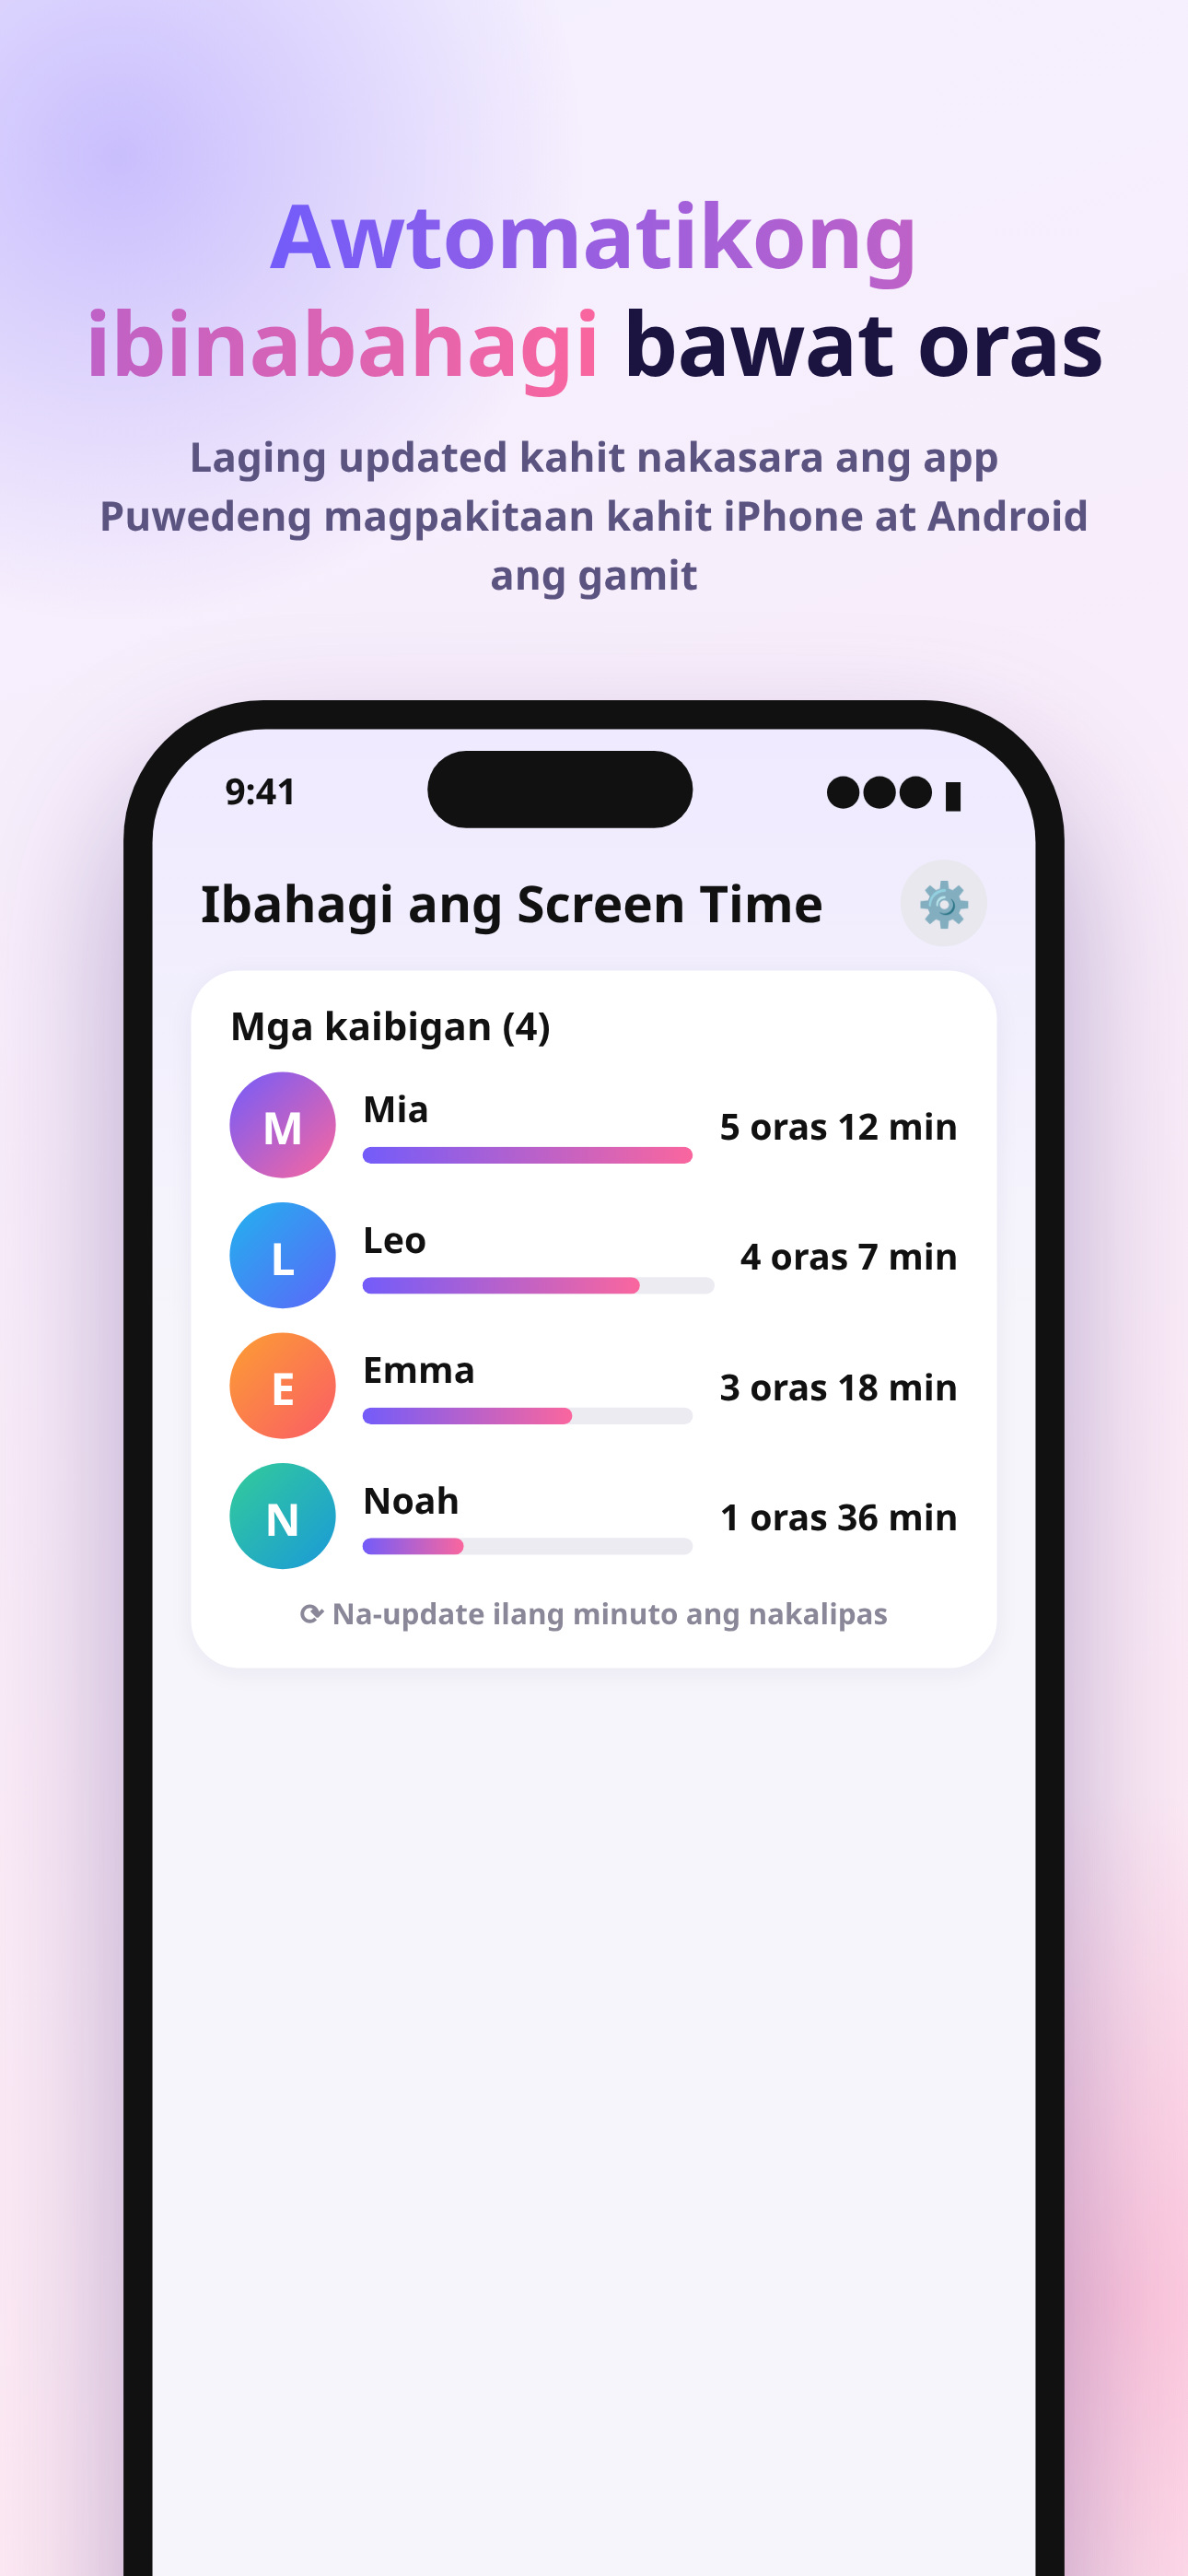 Awtomatikong
ibinabahagi bawat oras
Laging updated kahit nakasara ang app
Puwedeng magpakitaan kahit iPhone at Android
ang gamit
9:41
Ibahagi ang Screen Time
Mga kaibigan (4)
M
Mia
5 oras 12 min
L
Leo
4 oras 7 min
E
Emma
3 oras 18 min
N
Noah
1 oras 36 min
⟳ Na-update ilang minuto ang nakalipas